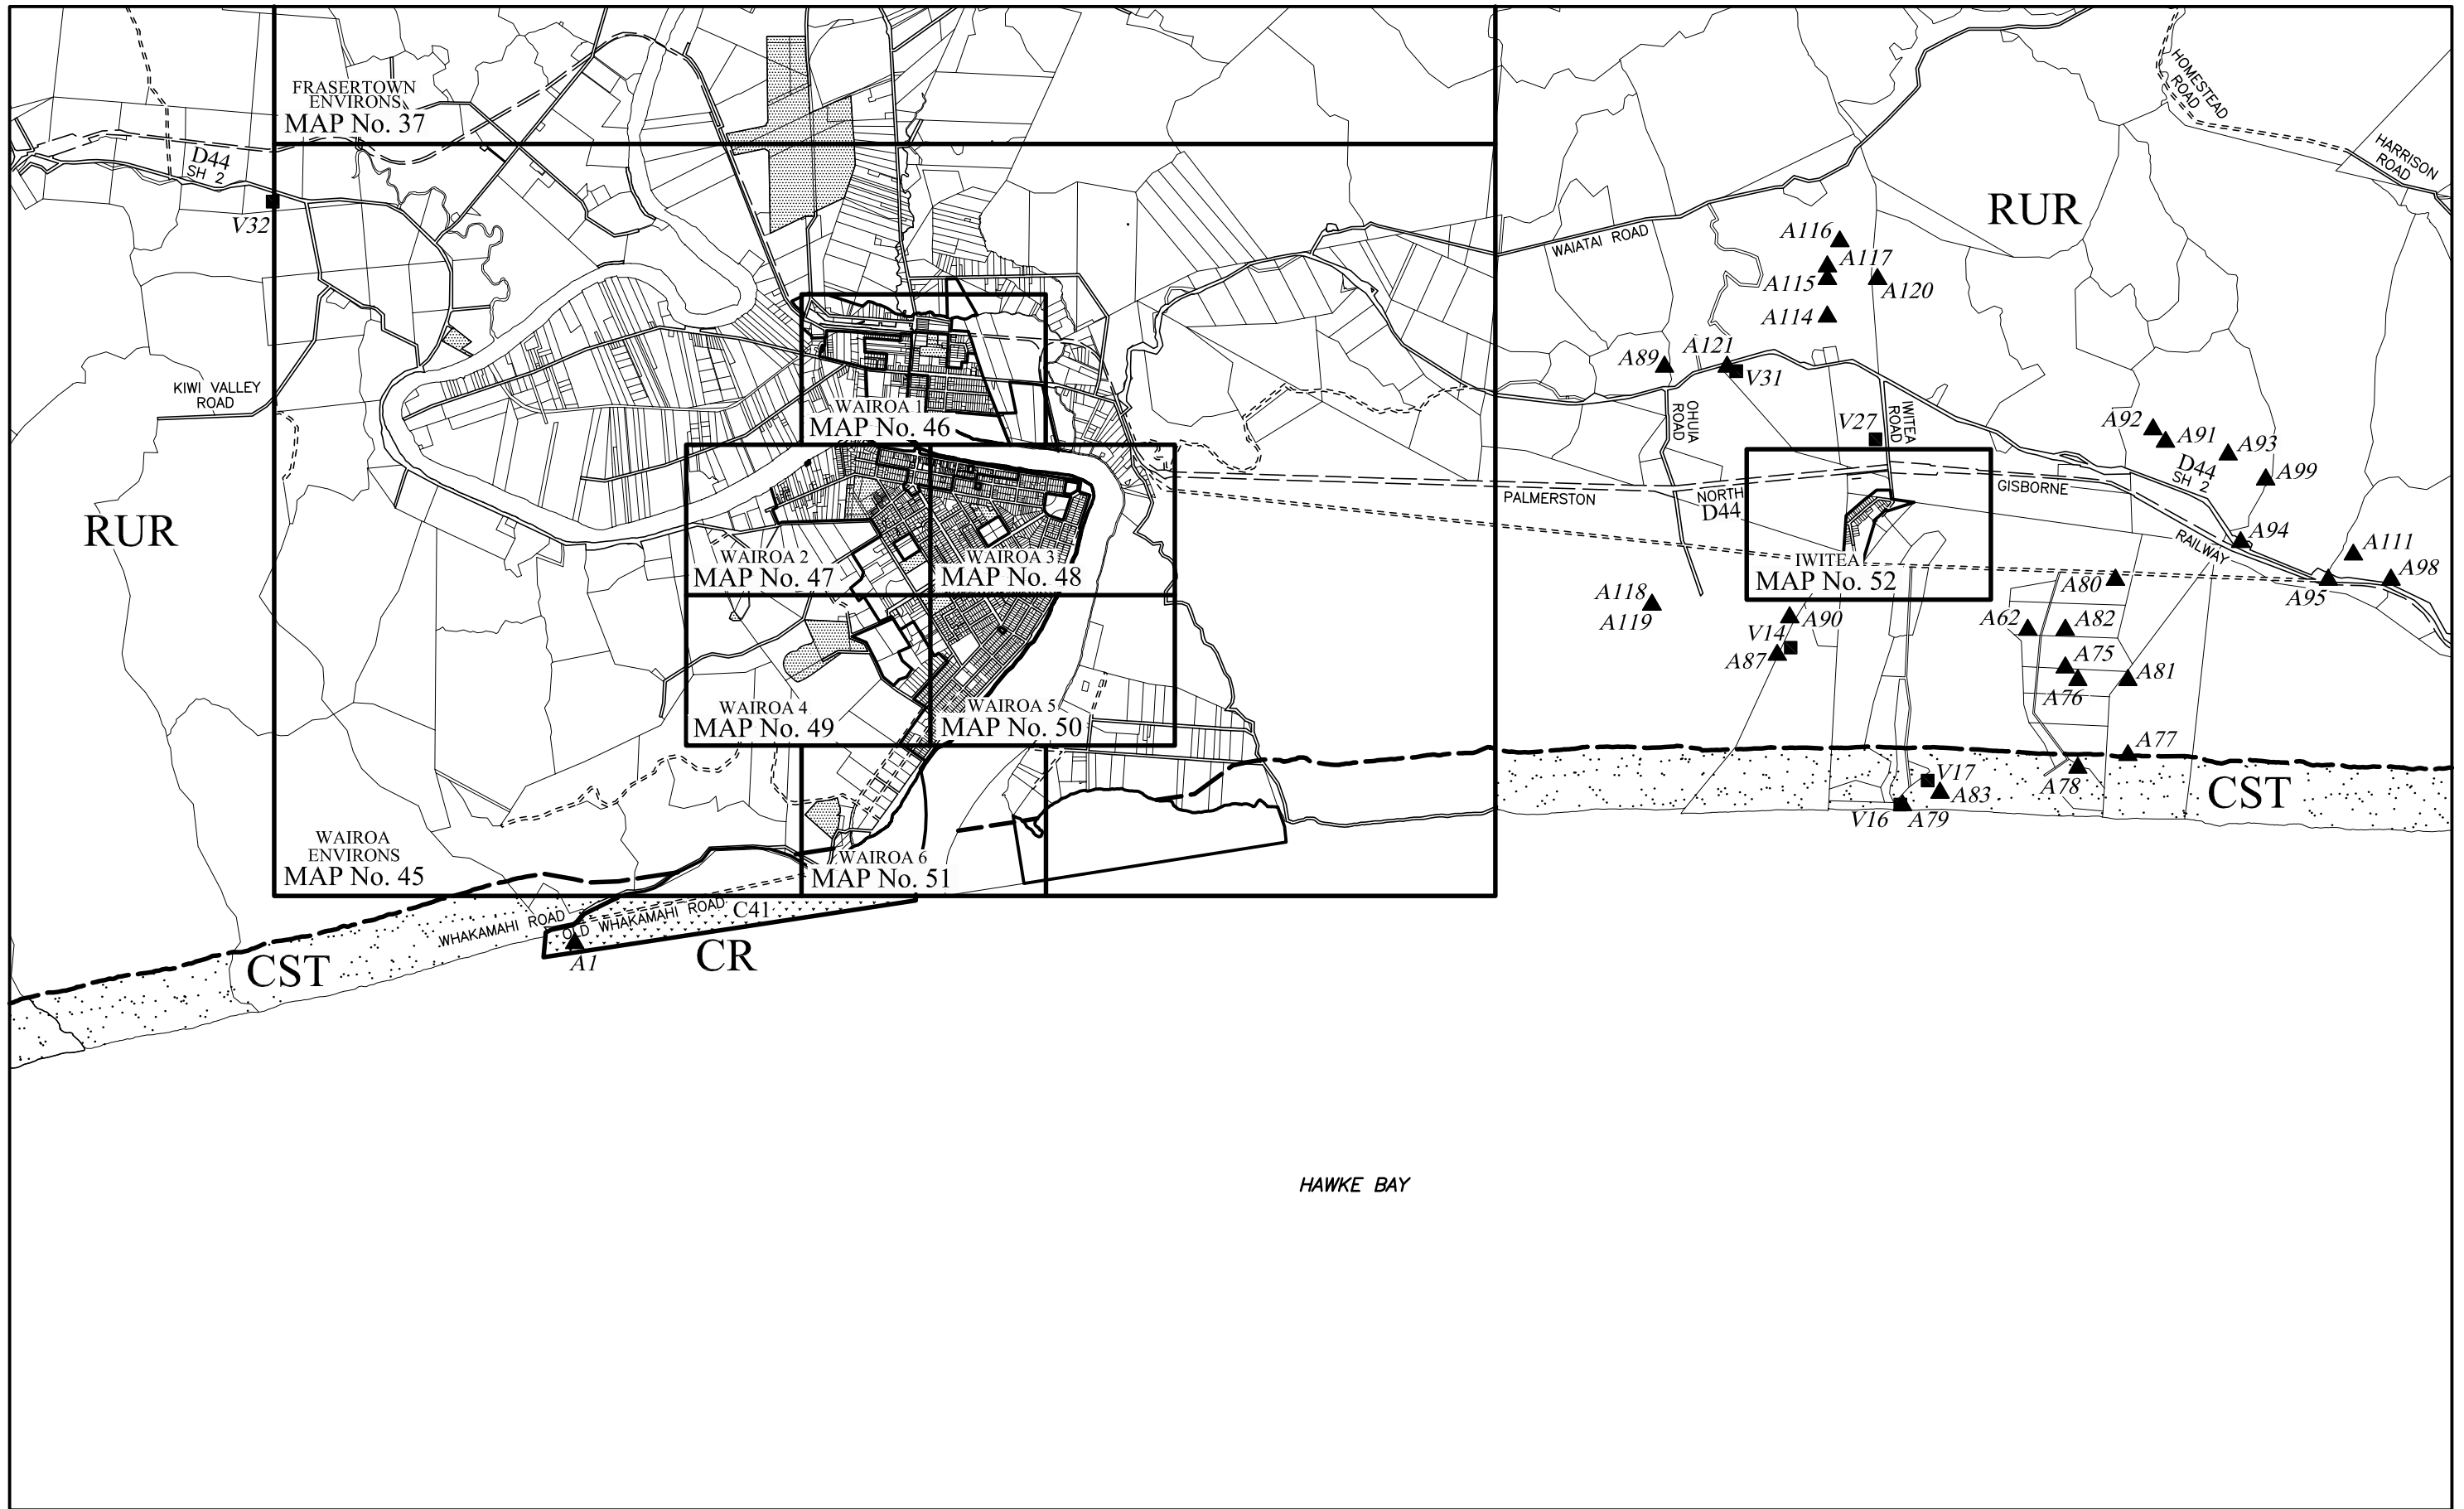 FRASERTOWN
ENVIRONS
MAP No. 37
D44
SH 2
V32
KIWI VALLEY
ROAD
RUR
WAIROA 1
MAP No. 46
WAIROA 2
MAP No. 47
WAIROA 3
MAP No. 48
WAIROA 4
MAP No. 49
WAIROA 5
MAP No. 50
WAIROA 6
MAP No. 51
WAIROA
ENVIRONS
MAP No. 45
WHAKAMAHI ROAD
OLD WHAKAMAHI ROAD
C41
A1
CST
CR
HOMESTEAD
ROAD
HARRISON
ROAD
RUR
WAIATAI ROAD
A116
A117
A115
A120
A114
A89
A121
V31
OHUIA
ROAD
IWITEA
ROAD
V27
A92
A91
A93
D44
SH 2
A99
PALMERSTON
NORTH
D44
GISBORNE
RAILWAY
A94
A111
A98
A95
IWITEA
MAP No. 52
A80
A118
A119
A90
V14
A87
A62
A82
A75
A76
A81
A77
A78
V17
A83
V16
A79
CST
HAWKE BAY